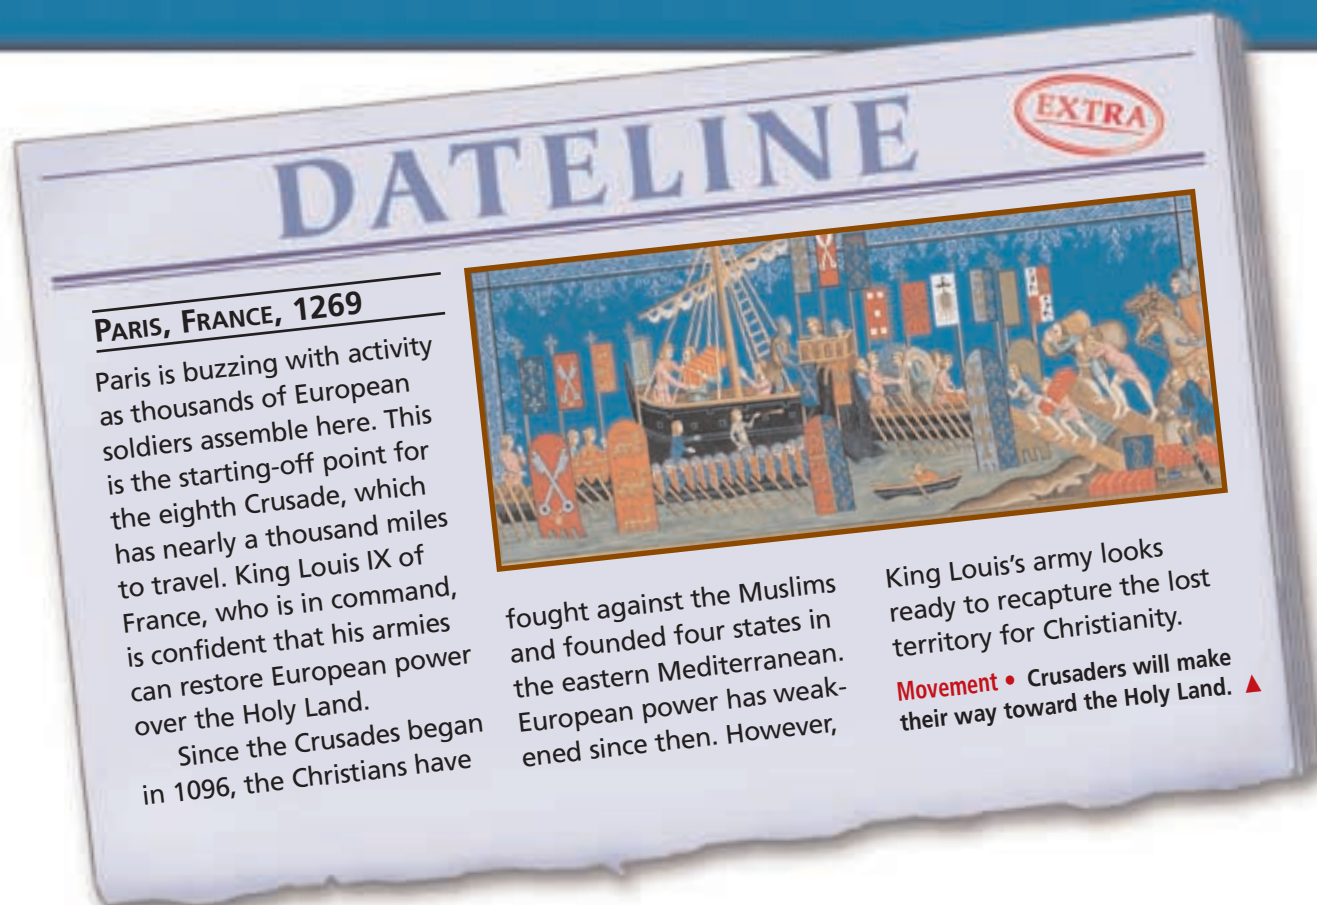 DATELINE
EXTRA
PARIS, FRANCE, 1269
Paris is buzzing with activity
as thousands of European
soldiers assemble here. This
is the starting-off point for
the eighth Crusade, which
has nearly a thousand miles
to travel. King Louis IX of
France, who is in command,
is confident that his armies
can restore European power
over the Holy Land.
Since the Crusades began
in 1096, the Christians have
fought against the Muslims
and founded four states in
the eastern Mediterranean.
European power has weak-
ened since then. However,
King Louis's army looks
ready to recapture the lost
territory for Christianity.
Movement • Crusaders will make
their way toward the Holy Land. ▲